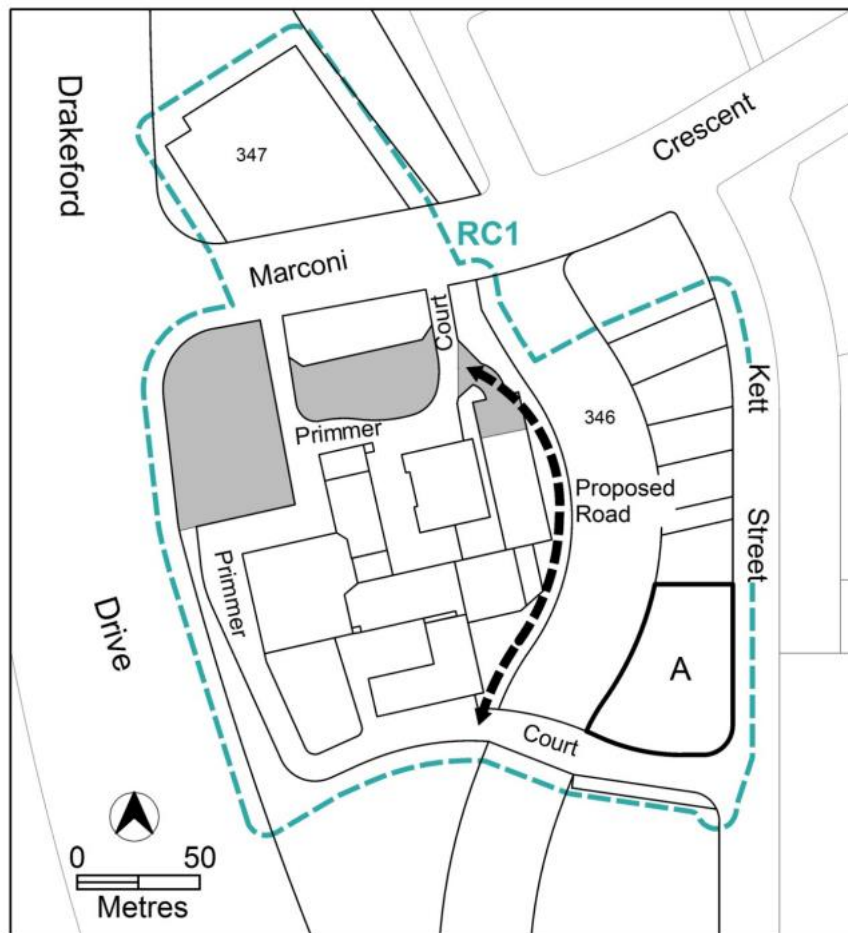 Drakeford
347
Crescent
RC1
Marconi
Court
Kett
346
Primmer
Proposed
Road
Street
Primmer
Drive
A
Court
0 50
Metres